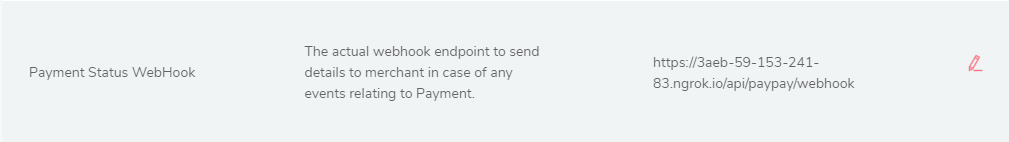 Payment Status WebHook
The actual webhook endpoint to send
details to merchant in case of any
events relating to Payment.
https://3aeb-59-153-241-
83.ngrok.io/api/paypay/webhook